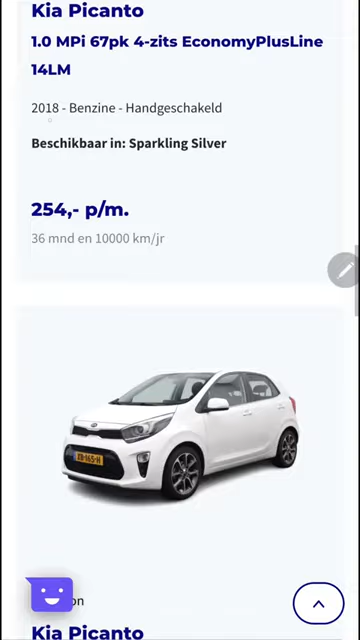 Kia Picanto
1.0 MPi 67pk 4-zits EconomyPlusLine
14LM
2018 - Benzine - Handgeschakeld
Beschikbaar in: Sparkling Silver
254,- p/m.
36 mnd en 10000 km/jr
Kia Picanto